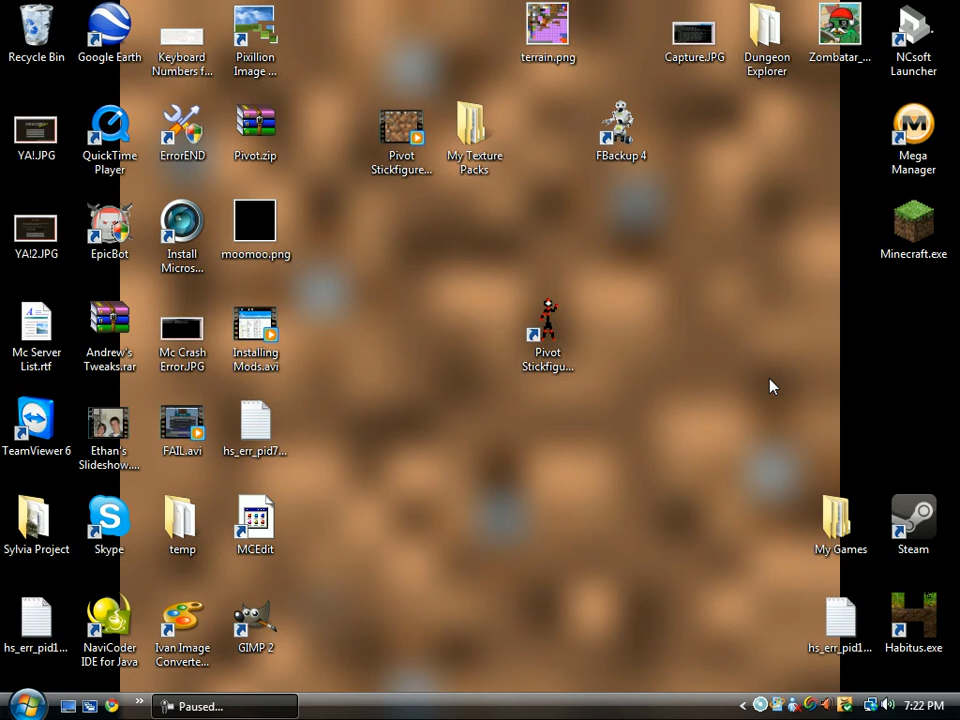 Recycle Bin
Google Earth
Keyboard
Numbers f...
Pixillion
Image ...
terrain.png
Capture.JPG
Dungeon
Explorer
Zombatar_...
NCsoft
Launcher
YA!.JPG
QuickTime
Player
ErrorEND
Pivot.zip
Pivot
Stickfigure...
My Texture
Packs
FBackup 4
Mega
Manager
YA!2.JPG
EpicBot
Install
Micros...
moomoo.png
Minecraft.exe
Mc Server
List.rtf
Andrew's
Tweaks.rar
Mc Crash
Error.JPG
Installing
Mods.avi
Pivot
Stickfigu...
TeamViewer 6
Ethan's
Slideshow....
FAIL.avi
hs_err_pid7...
Sylvia Project
Skype
temp
MCEdit
My Games
Steam
hs_err_pid1...
NaviCoder
IDE for Java
Ivan Image
Converte...
GIMP 2
hs_err_pid1...
Habitus.exe
Paused...
7:22 PM